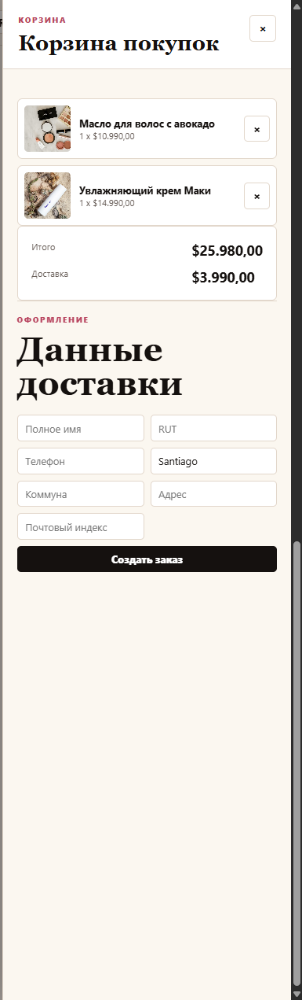 КОРЗИНА
Корзина покупок
×
Масло для волос с авокадо
1 x $10.990,00
×
Увлажняющий крем Маки
1 x $14.990,00
×
Итого
$25.980,00
Доставка
$3.990,00
ОФОРМЛЕНИЕ
Данные
доставки
Полное имя
RUT
Телефон
Santiago
Коммуна
Адрес
Почтовый индекс
Создать заказ